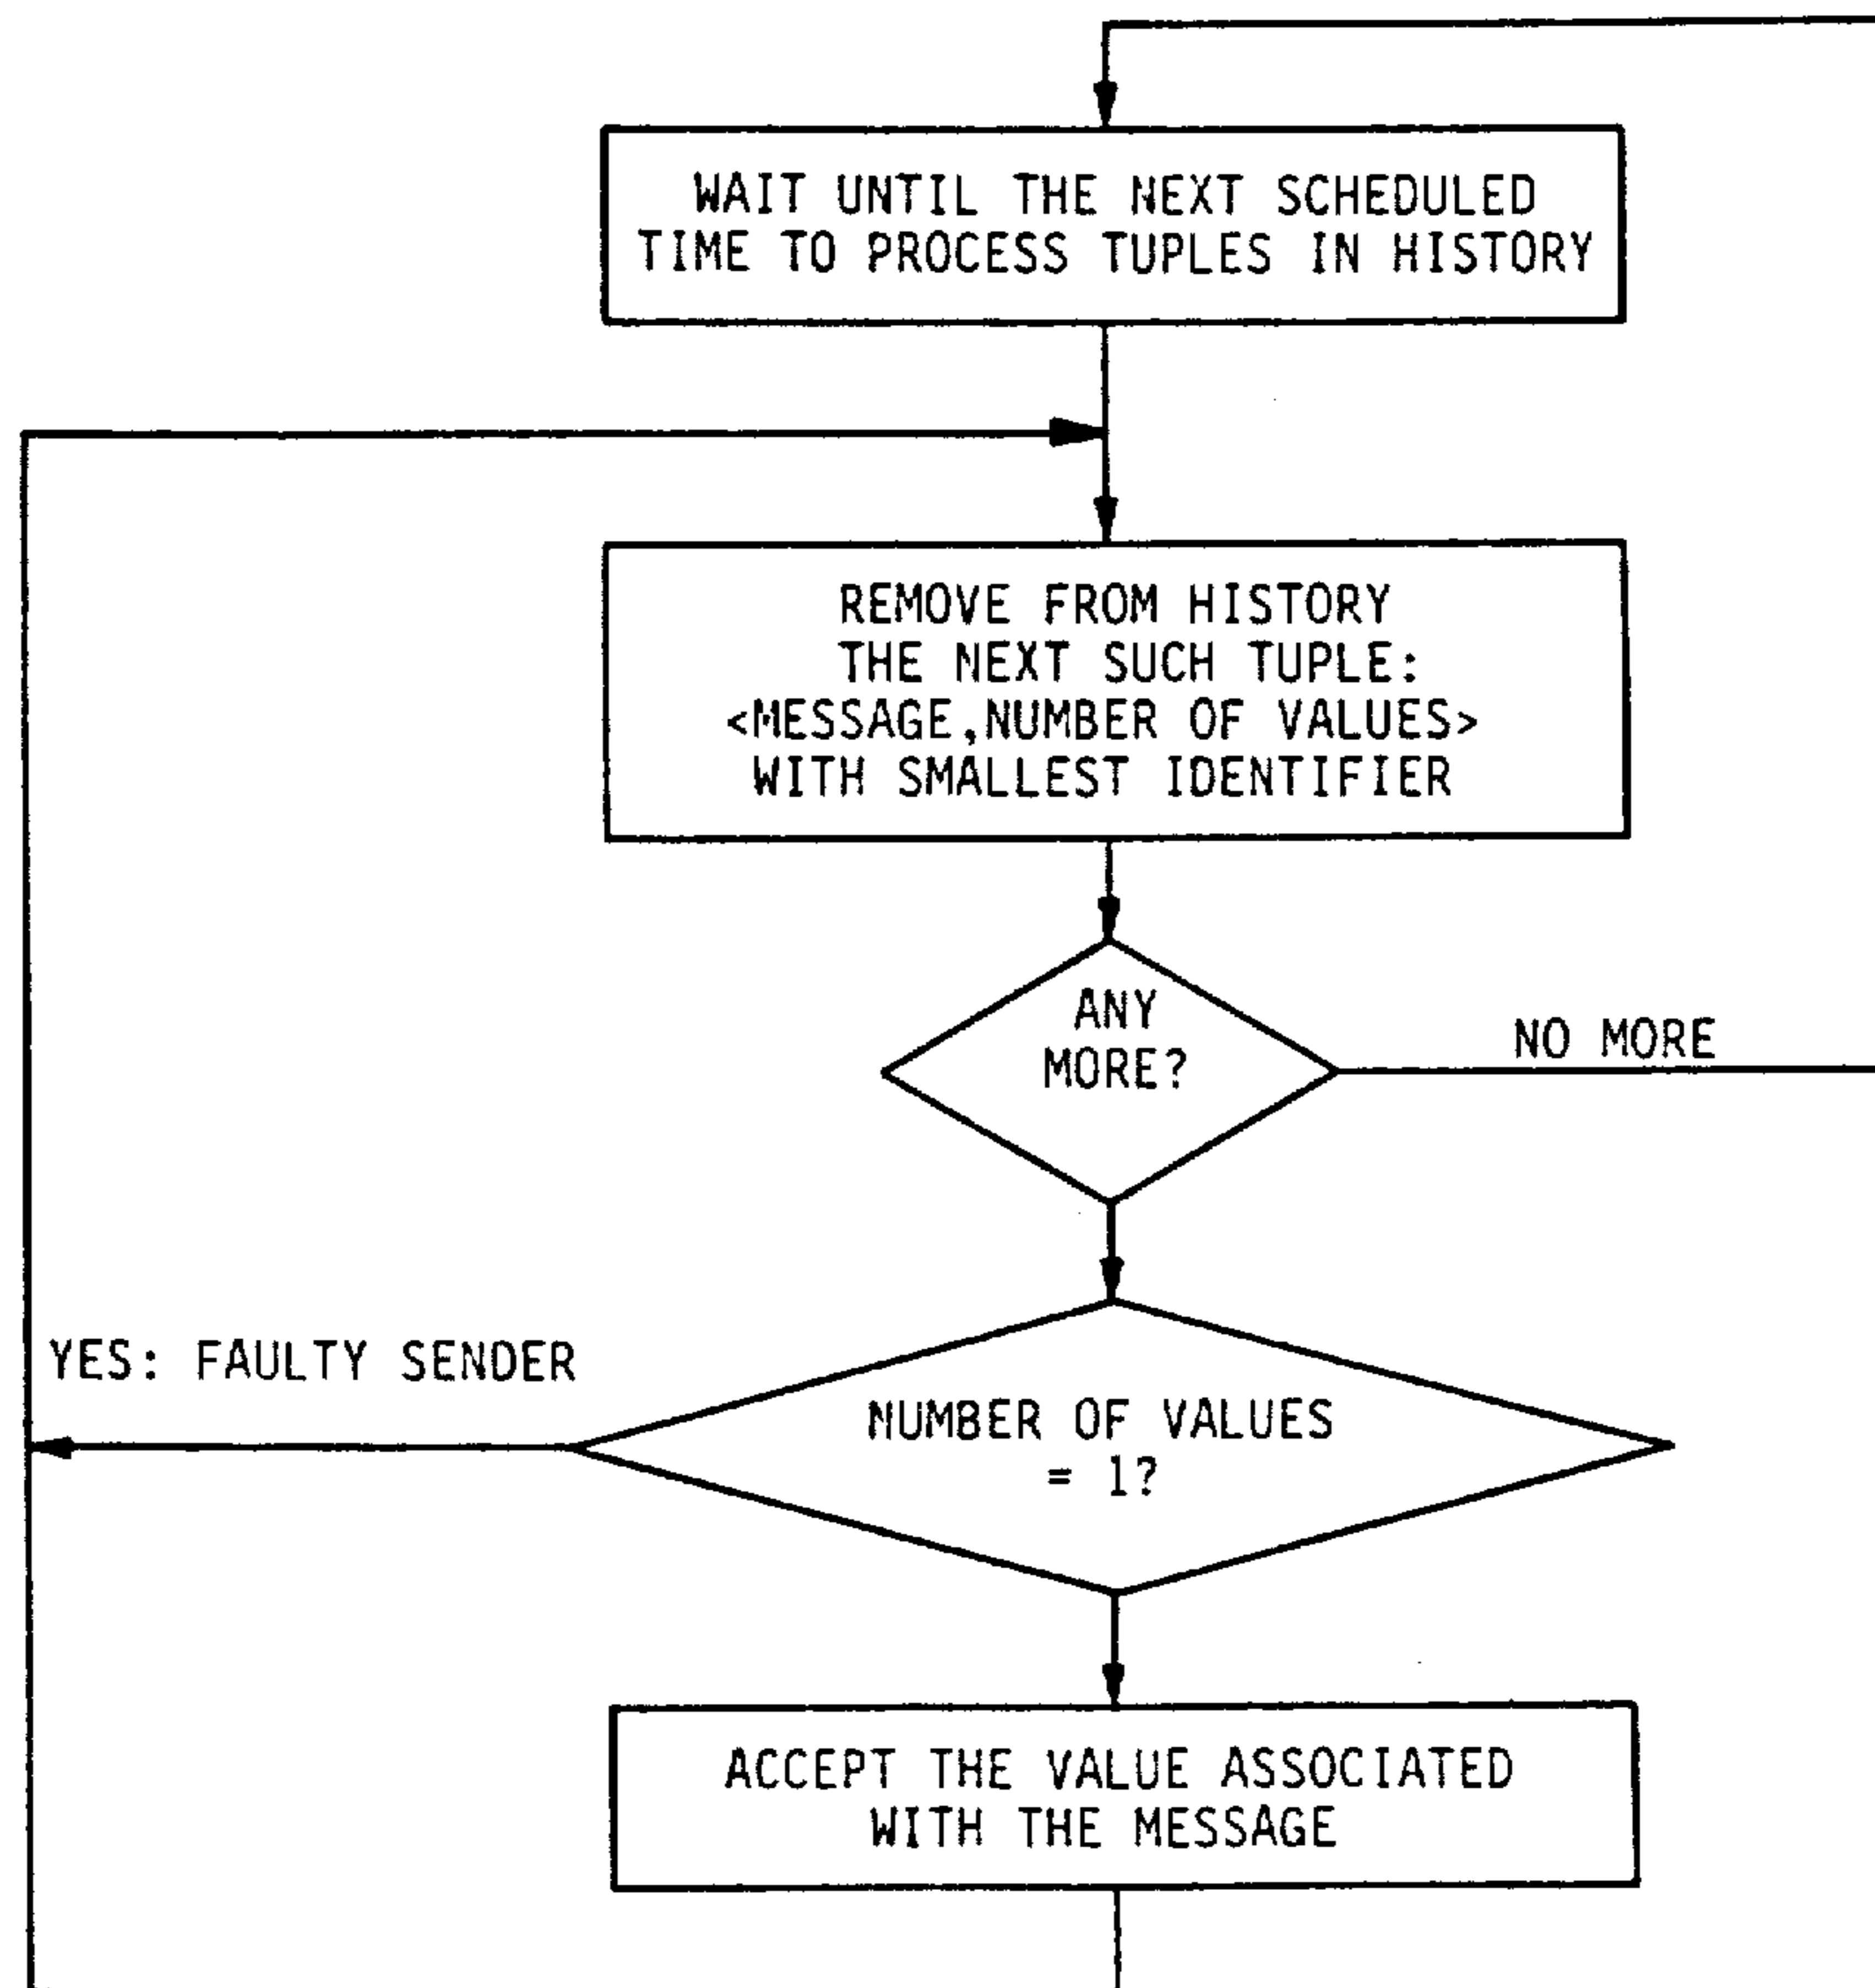 WAIT UNTIL THE NEXT SCHEDULED
TIME TO PROCESS TUPLES IN HISTORY
REMOVE FROM HISTORY
THE NEXT SUCH TUPLE:
<MESSAGE,NUMBER OF VALUES>
WITH SMALLEST IDENTIFIER
ANY
MORE?
NO MORE
YES: FAULTY SENDER
NUMBER OF VALUES
= 1?
ACCEPT THE VALUE ASSOCIATED
WITH THE MESSAGE